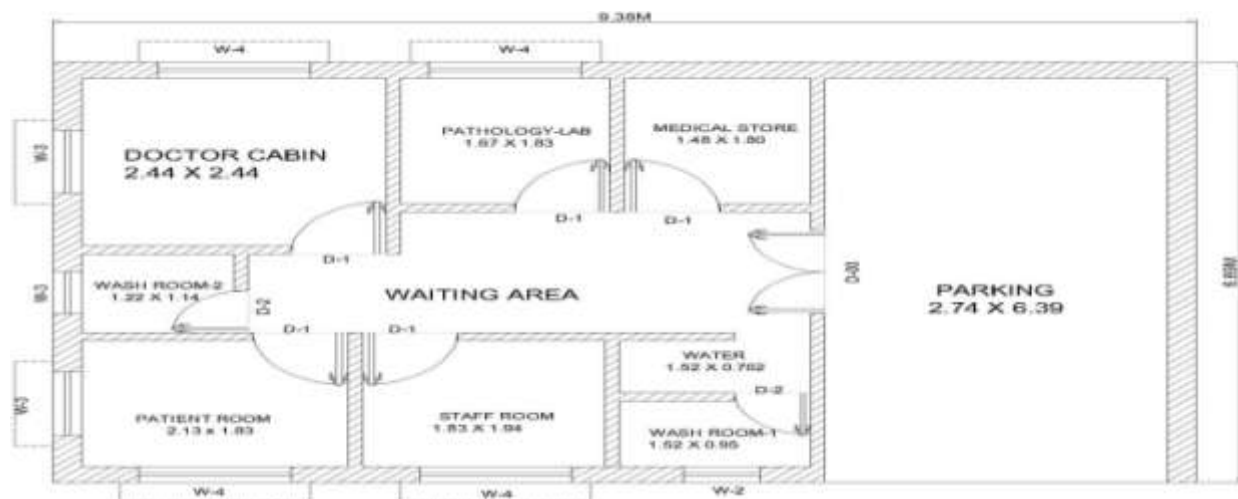 9.38M
W-4
W-4
W-3
DOCTOR CABIN
2.44 X 2.44
PATHOLOGY-LAB
1.67 X 1.83
MEDICAL STORE
1.48 X 1.80
D-1
D-1
D-1
D-00
6.89M
W-3
WASH ROOM-2
1.22 X 1.14
D-2
WAITING AREA
PARKING
2.74 X 6.39
D-1
D-1
WATER
1.52 X 0.762
D-2
W-3
PATIENT ROOM
2.13 x 1.83
STAFF ROOM
1.83 X 1.94
WASH ROOM-1
1.52 X 0.95
W-4
W-4
W-2